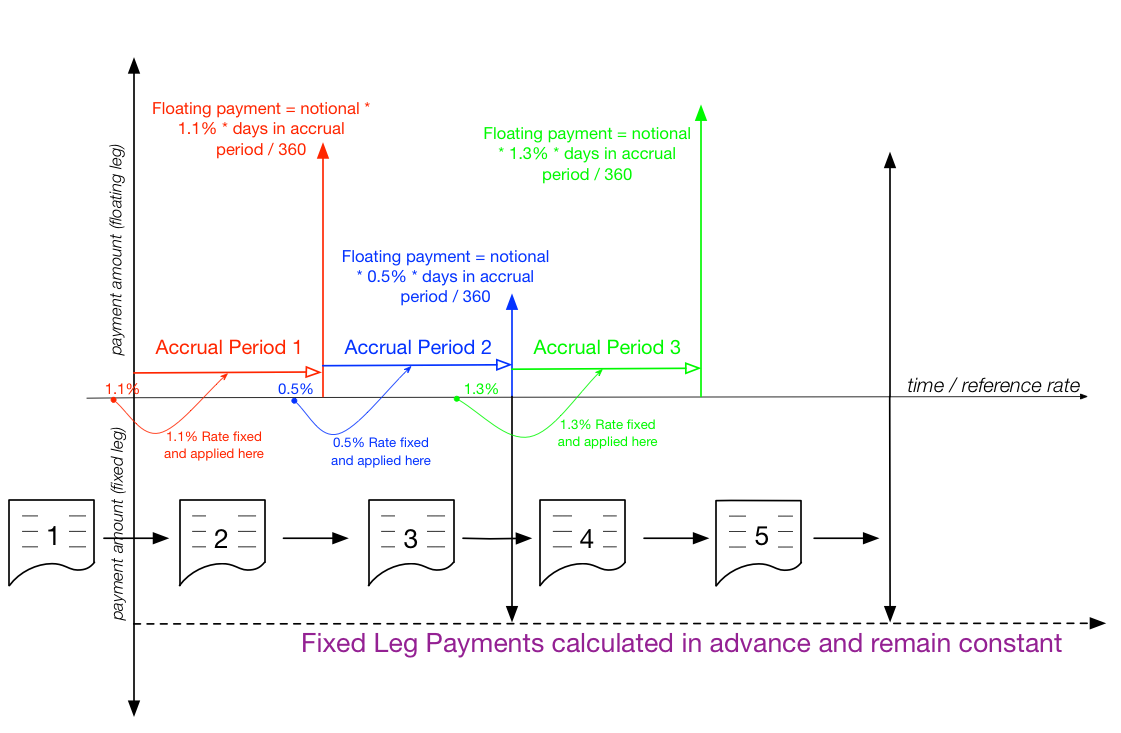 Floating payment = notional *
1.1% * days in accrual
period / 360
Floating payment = notional
* 1.3% * days in accrual
period / 360
payment amount (floating leg)
Floating payment = notional
* 0.5% * days in accrual
period / 360
Accrual Period 1
Accrual Period 2
Accrual Period 3
1.1%
0.5%
1.3%
time / reference rate
1.1% Rate fixed
and applied here
0.5% Rate fixed
and applied here
1.3% Rate fixed
and applied here
payment amount (fixed leg)
1
2
3
4
5
Fixed Leg Payments calculated in advance and remain constant